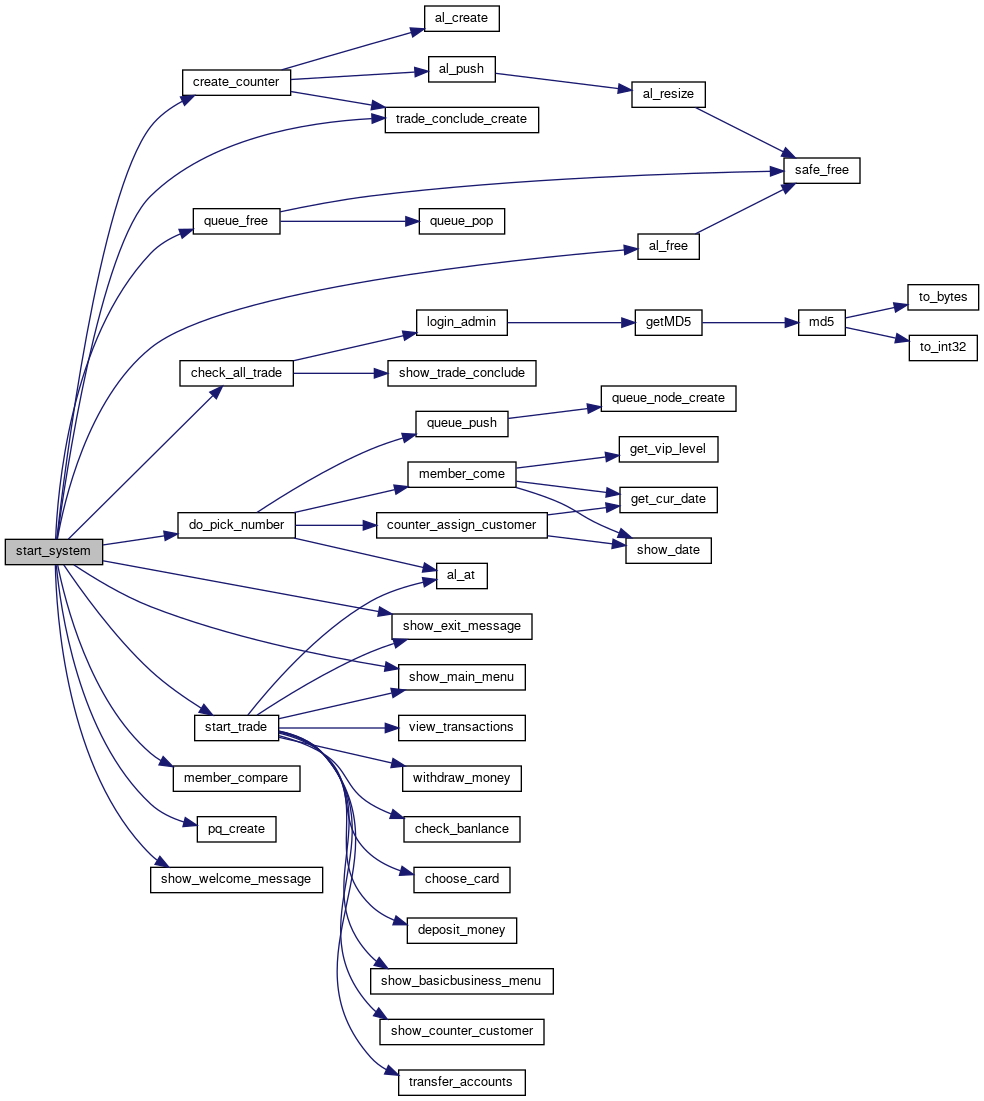 al_create
al_push
create_counter
al_resize
trade_conclude_create
safe_free
queue_free
queue_pop
al_free
to_bytes
login_admin
getMD5
md5
to_int32
check_all_trade
show_trade_conclude
queue_node_create
queue_push
get_vip_level
member_come
get_cur_date
do_pick_number
counter_assign_customer
start_system
show_date
al_at
show_exit_message
show_main_menu
start_trade
view_transactions
member_compare
withdraw_money
pq_create
check_banlance
show_welcome_message
choose_card
deposit_money
show_basicbusiness_menu
show_counter_customer
transfer_accounts